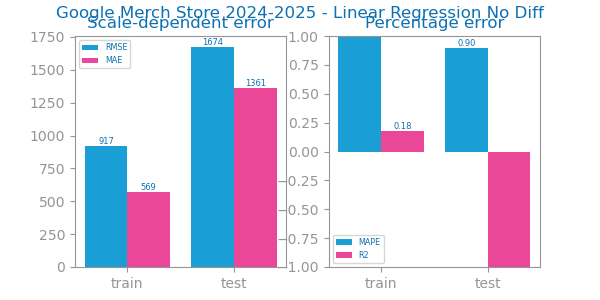 Google Merch Store 2024-2025 - Linear Regression No Diff
Scale-dependent error
Percentage error
1750
1500
1250
1000
750
500
250
0
RMSE
MAE
917
569
1674
1361
train
test
1.00
0.75
0.50
0.25
0.00
0.25
0.50
0.75
1.00
0.18
0.90
MAPE
R2
train
test